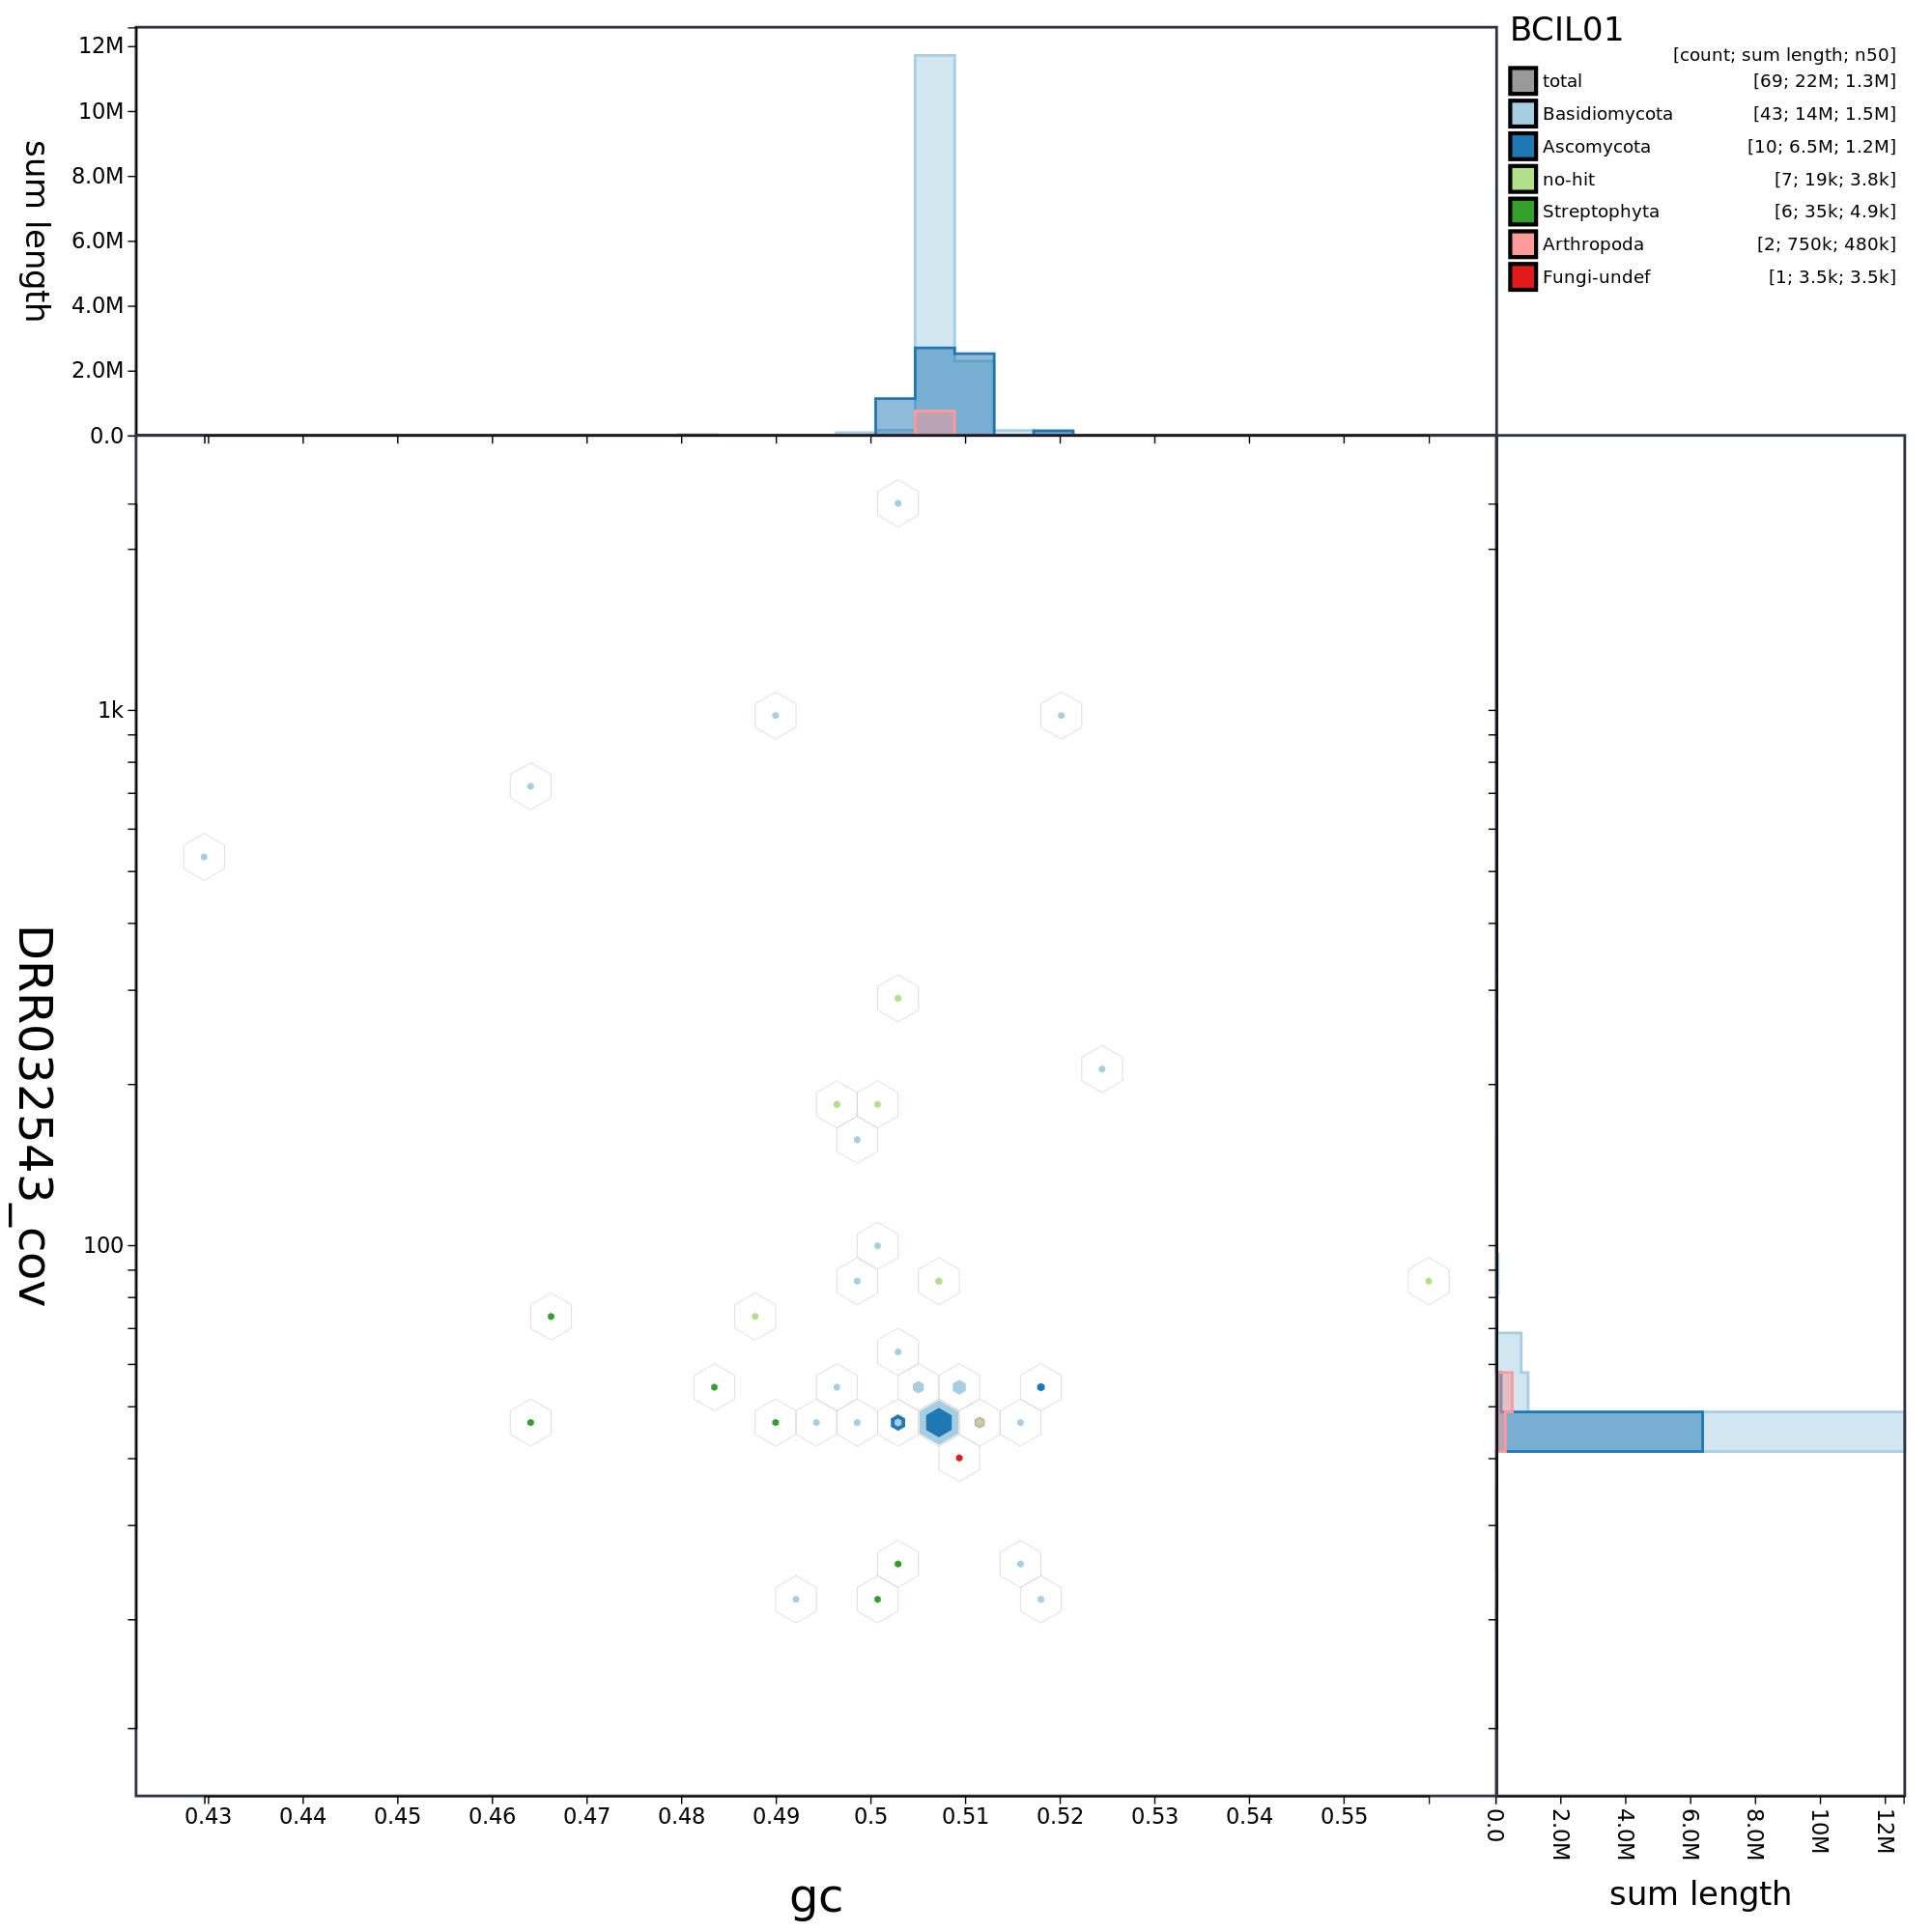 BCIL01
[count; sum length; n50]
total [69; 22M; 1.3M]
Basidiomycota [43; 14M; 1.5M]
Ascomycota [10; 6.5M; 1.2M]
no-hit [7; 19k; 3.8k]
Streptophyta [6; 35k; 4.9k]
Arthropoda [2; 750k; 480k]
Fungi-undef [1; 3.5k; 3.5k]
sum length
12M
10M
8.0M
6.0M
4.0M
2.0M
0.0
DRR032543_cov
1k
100
0.43 0.44 0.45 0.46 0.47 0.48 0.49 0.5 0.51 0.52 0.53 0.54 0.55
gc
0.0 2.0M 4.0M 6.0M 8.0M 10M 12M
sum length